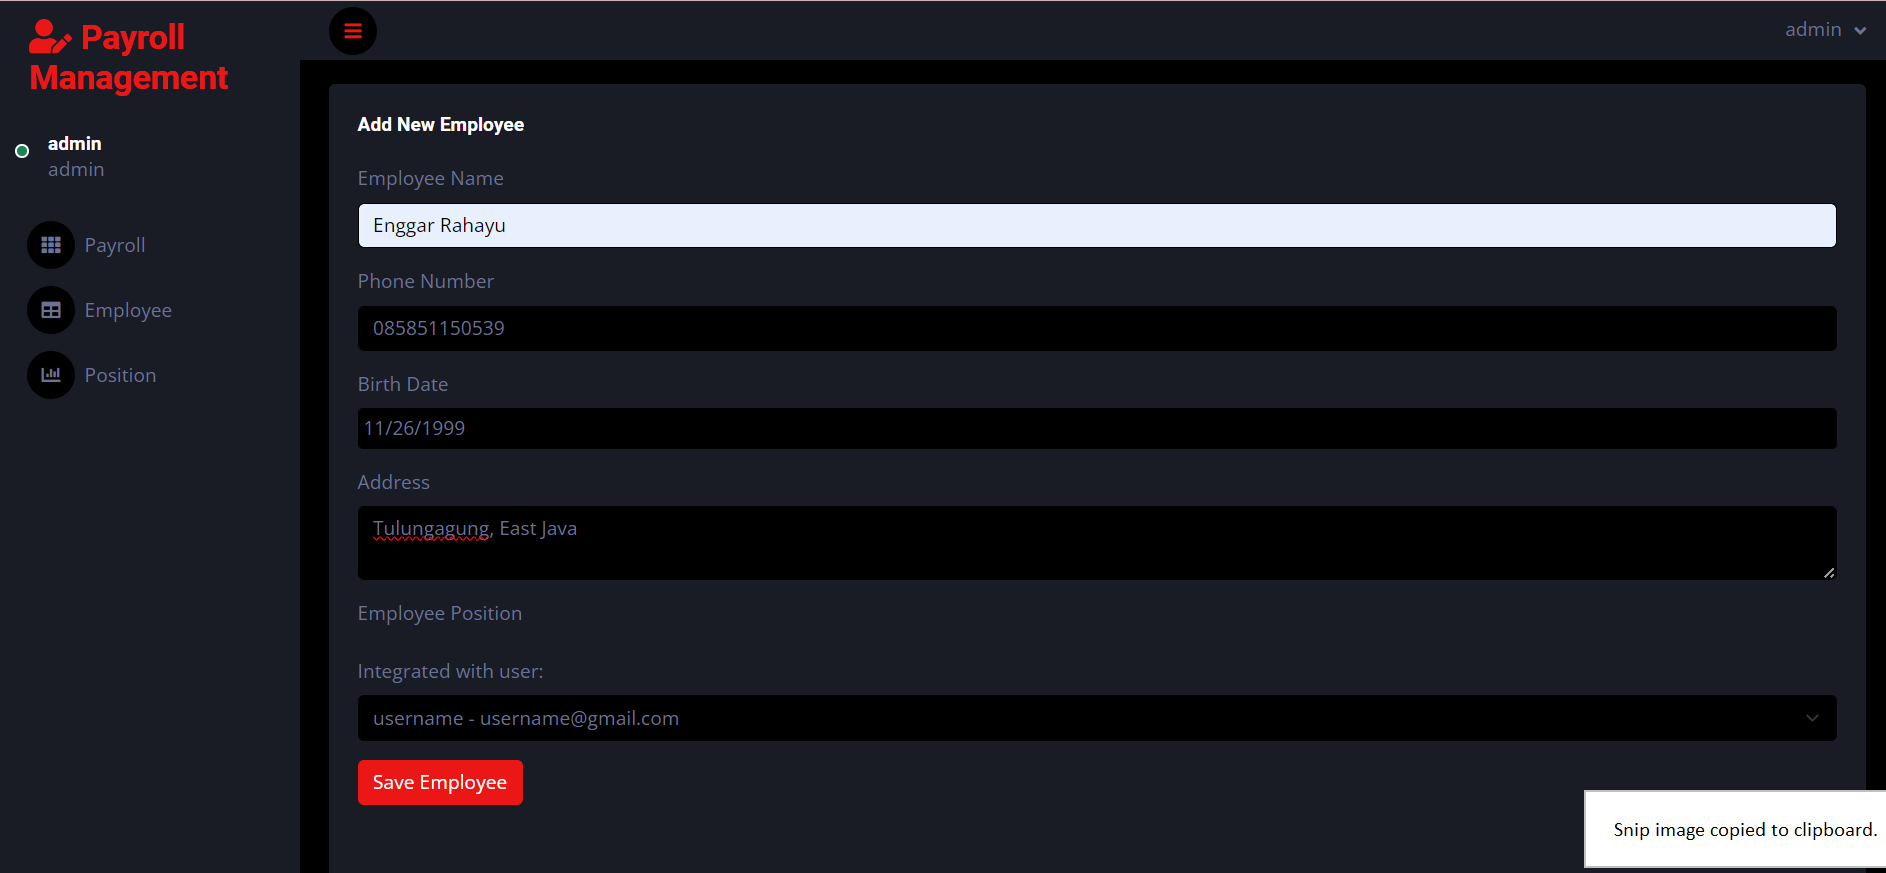 Payroll
Management
admin
admin
admin
Payroll
Employee
Position
Add New Employee
Employee Name
Enggar Rahayu
Phone Number
085851150539
Birth Date
11/26/1999
Address
Tulungagung, East Java
Employee Position
Integrated with user:
username - username@gmail.com
Save Employee
Snip image copied to clipboard.